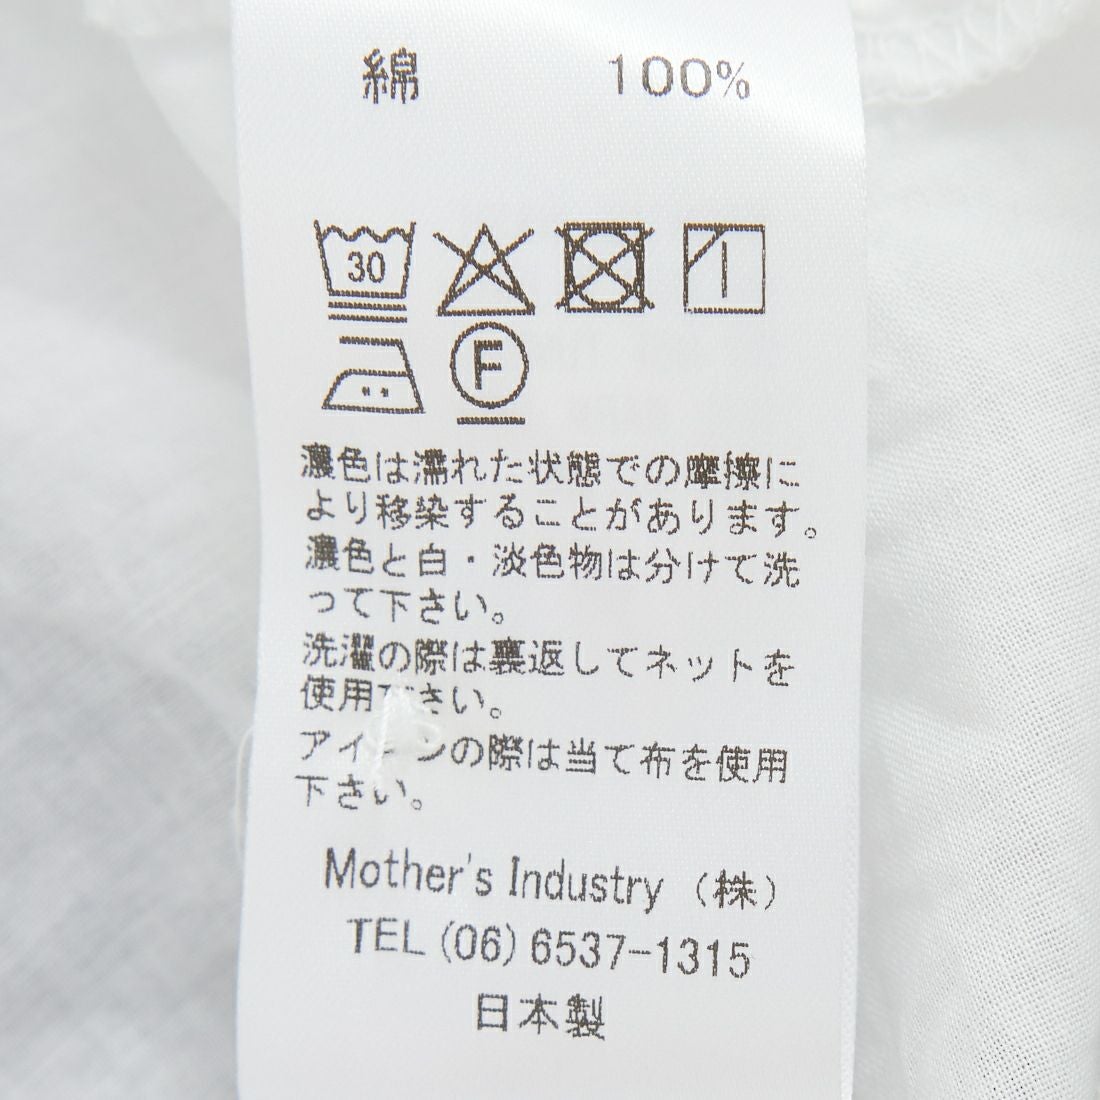 綿 100%
30
F
濃色は濡れた状態での摩擦に
より移染することがあります。
濃色と白・淡色物は分けて洗
って下さい。
洗濯の際は裏返してネットを
使用下さい。
アイロンの際は当て布を使用
下さい。
Mother's Industry (株)
TEL (06) 6537-1315
日本製